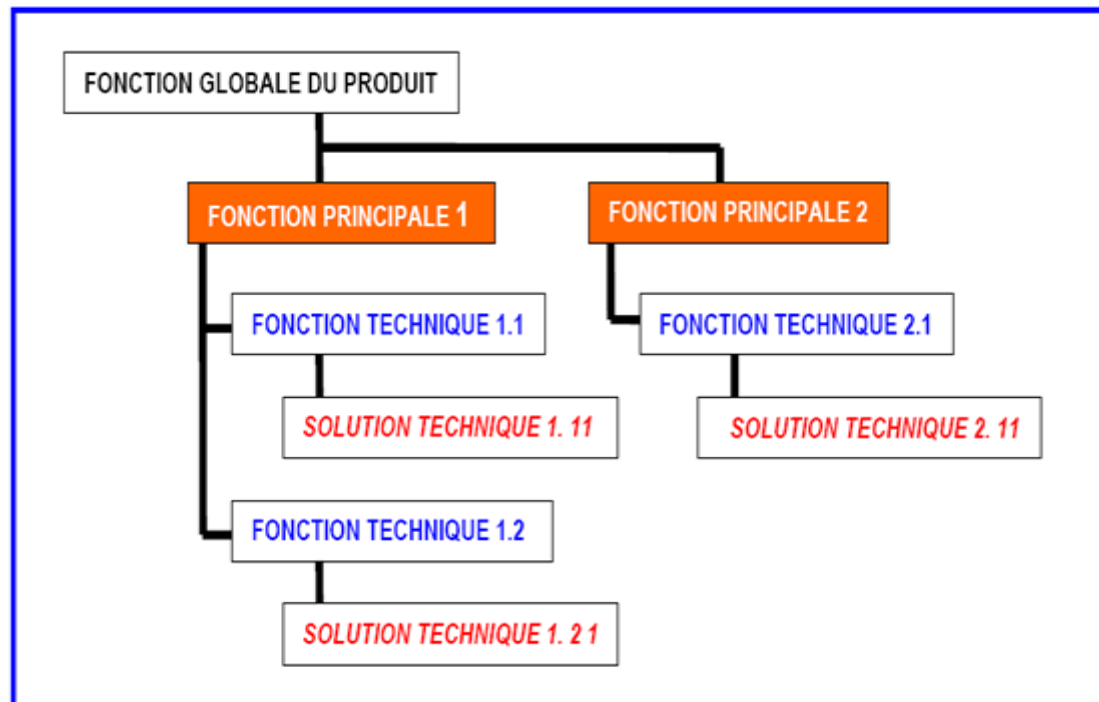 FONCTION GLOBALE DU PRODUIT
FONCTION PRINCIPALE 1
FONCTION PRINCIPALE 2
FONCTION TECHNIQUE 1.1
FONCTION TECHNIQUE 2.1
SOLUTION TECHNIQUE 1. 11
SOLUTION TECHNIQUE 2. 11
FONCTION TECHNIQUE 1.2
SOLUTION TECHNIQUE 1. 2 1